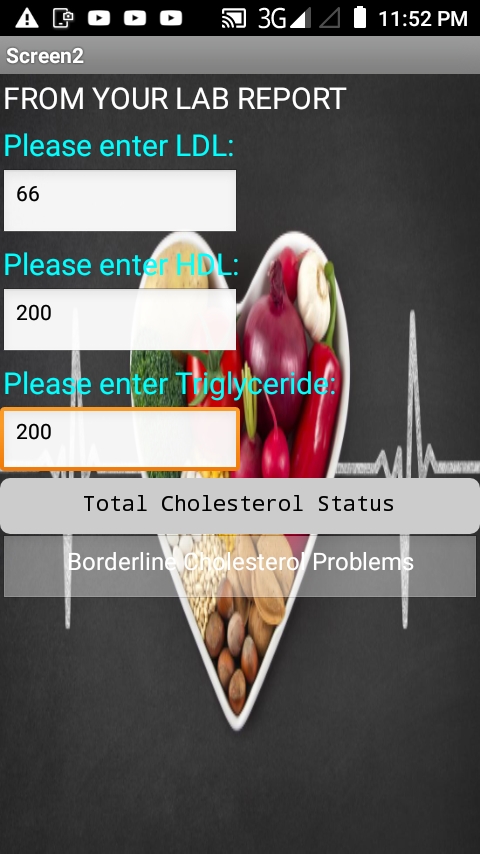 3G 11:52 PM
Screen2
FROM YOUR LAB REPORT
Please enter LDL:
66
Please enter HDL:
200
Please enter Triglyceride:
200
Total Cholesterol Status
Borderline Cholesterol Problems